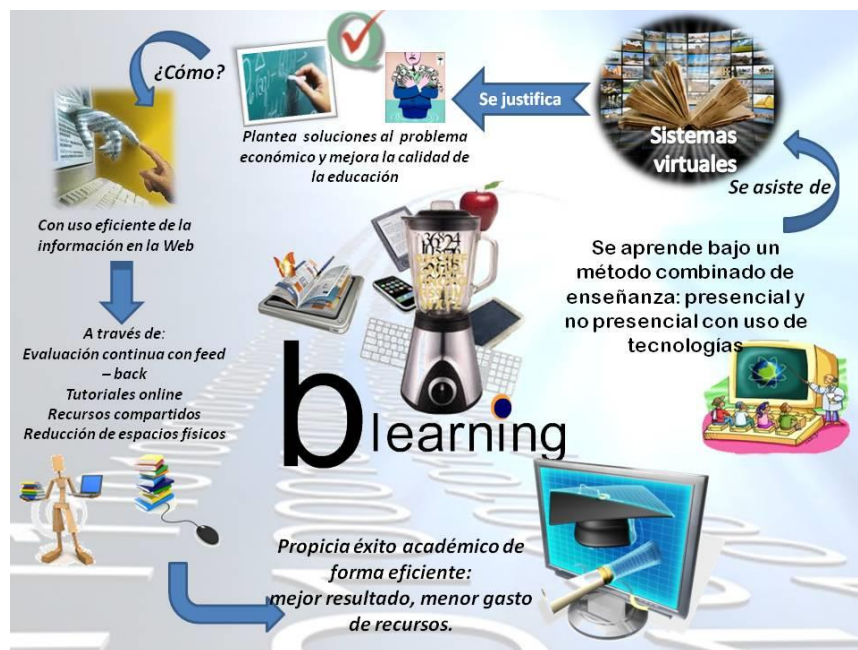 ¿Cómo?
Se justifica
Sistemas
virtuales
Plantea soluciones al problema
económico y mejora la calidad de
la educación
Se asiste de
Con uso eficiente de la
información en la Web
Se aprende bajo un
método combinado de
enseñanza: presencial y
no presencial con uso de
tecnologías
A través de:
Evaluación continua con feed
– back
Tutoriales online
Recursos compartidos
Reducción de espacios físicos
b learning
Propicia éxito académico de
forma eficiente:
mejor resultado, menor gasto
de recursos.